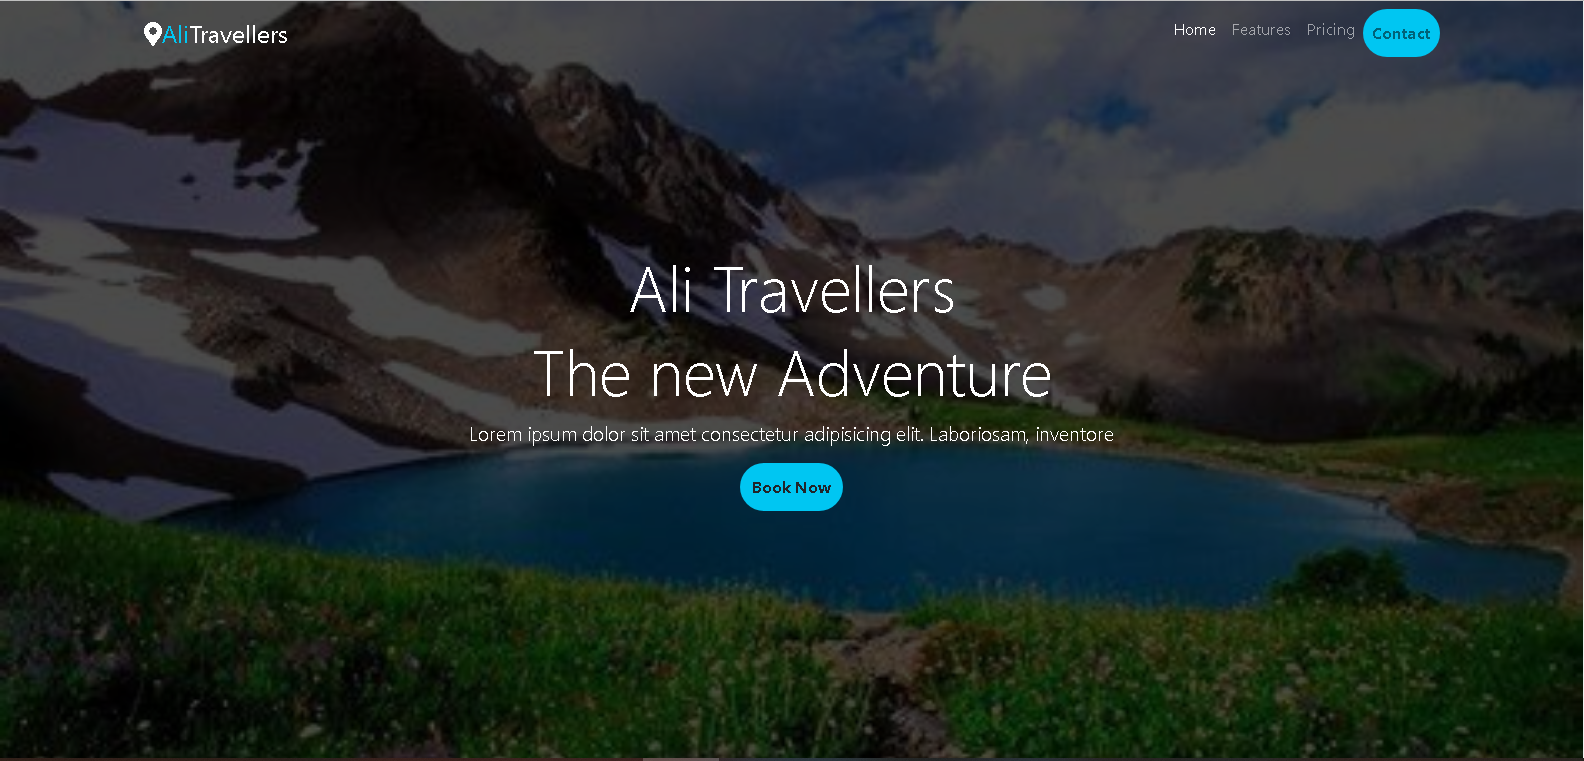 AliTravellers
Home Features Pricing Contact
Ali Travellers
The new Adventure
Lorem ipsum dolor sit amet consectetur adipisicing elit. Laboriosam, inventore
Book Now